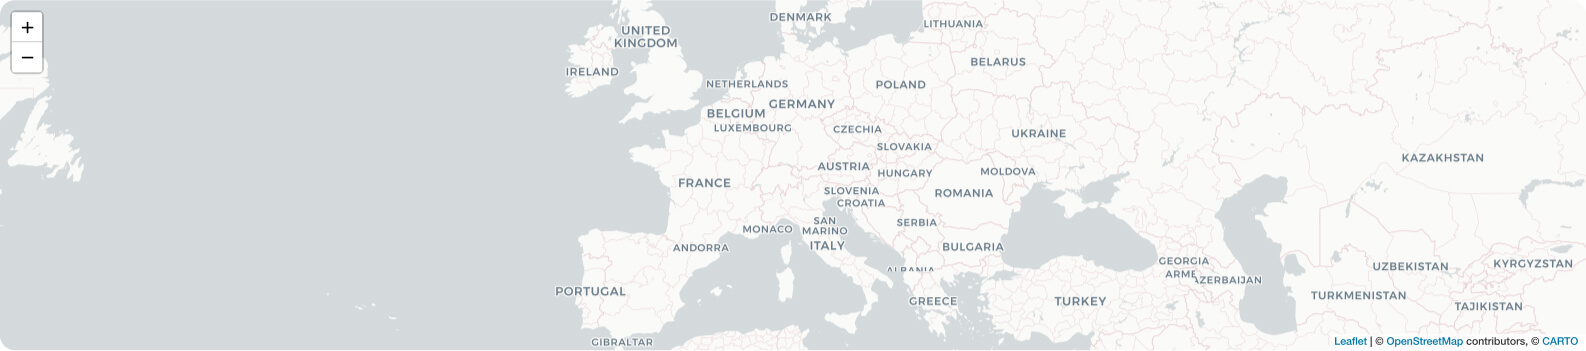 +
−
DENMARK
LITHUANIA
UNITED
KINGDOM
IRELAND
BELARUS
NETHERLANDS
POLAND
GERMANY
BELGIUM
LUXEMBOURG
CZECHIA
UKRAINE
SLOVAKIA
KAZAKHSTAN
AUSTRIA
HUNGARY
MOLDOVA
FRANCE
SLOVENIA
ROMANIA
CROATIA
SAN
MARINO
SERBIA
MONACO
ITALY
ANDORRA
BULGARIA
GEORGIA
ALBANIA
UZBEKISTAN
KYRGYZSTAN
ARME
AZERBAIJAN
PORTUGAL
GREECE
TURKEY
TURKMENISTAN
TAJIKISTAN
GIBRALTAR
Leaflet | © OpenStreetMap contributors, © CARTO